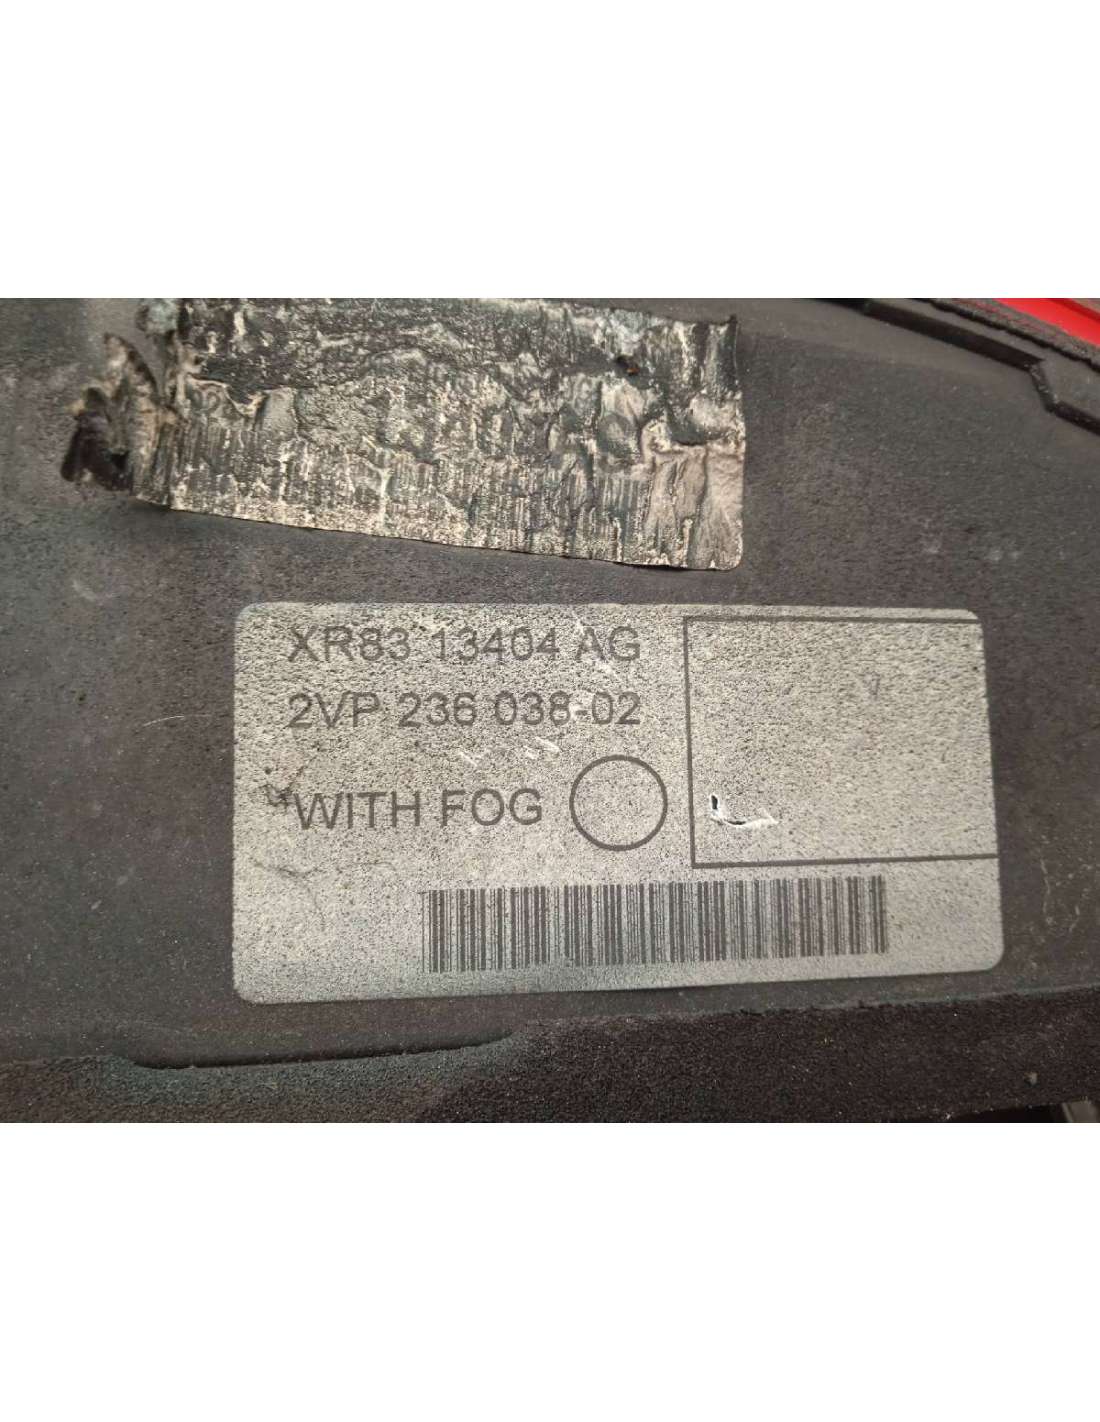 XR83 13404 AG
2VP 236 038-02
WITH FOG